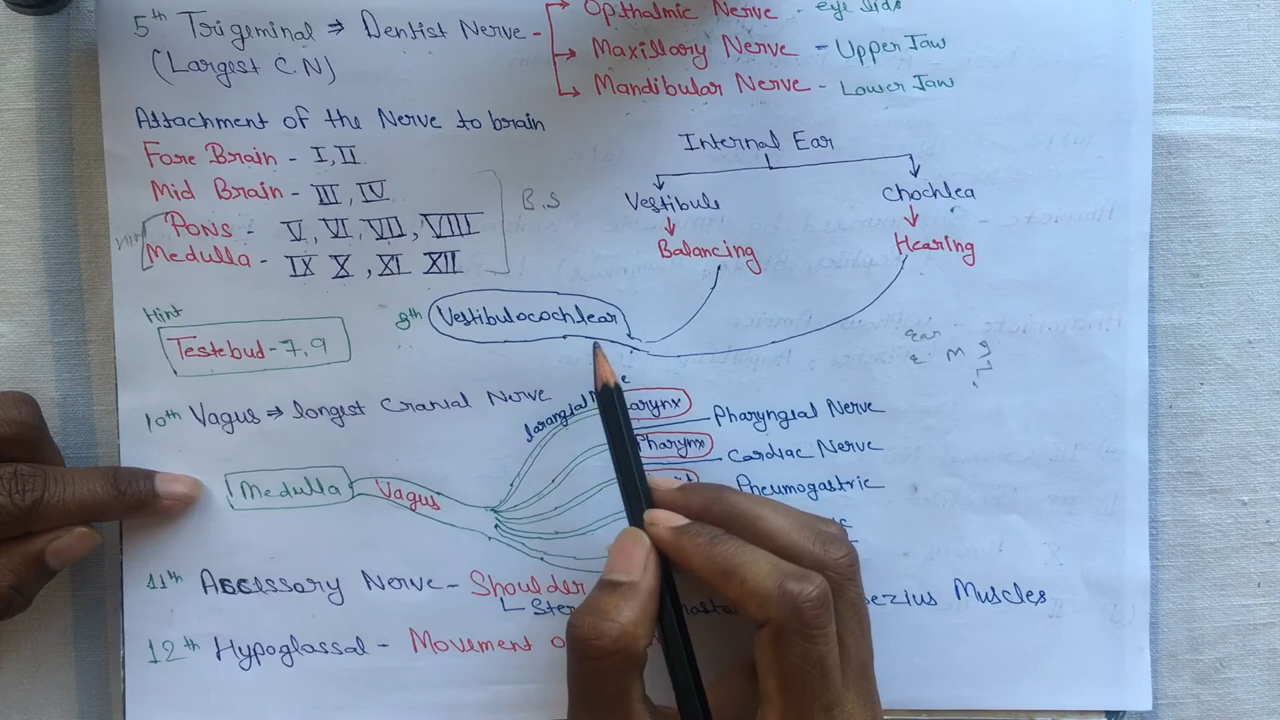 5th Trigeminal ⇒ Dentist Nerve -
(Largest C.N)
Opthalmic Nerve - eye lids
Maxillary Nerve - Upper Jaw
Mandibular Nerve - Lower Jaw
Attachment of the Nerve to brain
Fore Brain - I, II
Mid Brain - III, IV
Pons - V, VI, VII, VIII
Medulla - IX X, XI XII
B.S
Internal Ear
Vestibule
Chochlea
Balancing
Hearing
Hint
Testebud - 7, 9
8th Vestibulocochlear
ear
10th Vagus ⇒ longest Cranial Nerve
Medulla
Vagus
Pharynx
Pharyngial Nerve
Cardiac Nerve
Pneumogastric
11th Accessory Nerve - Shoulder
Muscles
12th Hypoglossal - Movement